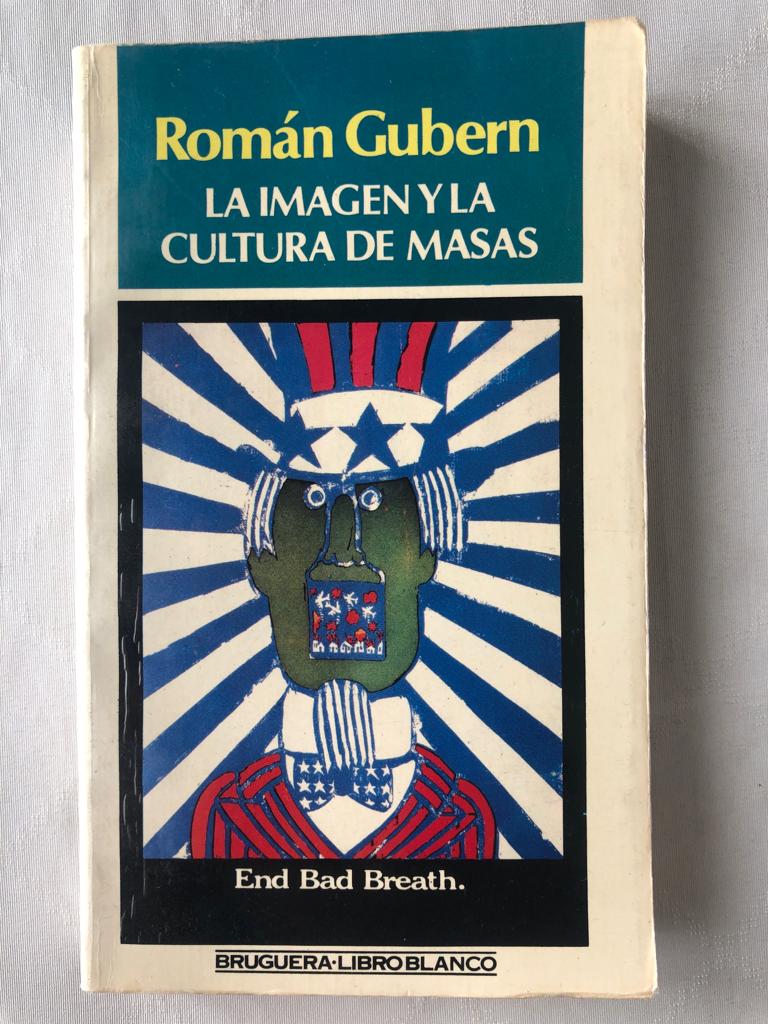 Román Gubern
LA IMAGEN Y LA
CULTURA DE MASAS
End Bad Breath.
BRUGUERA·LIBRO BLANCO